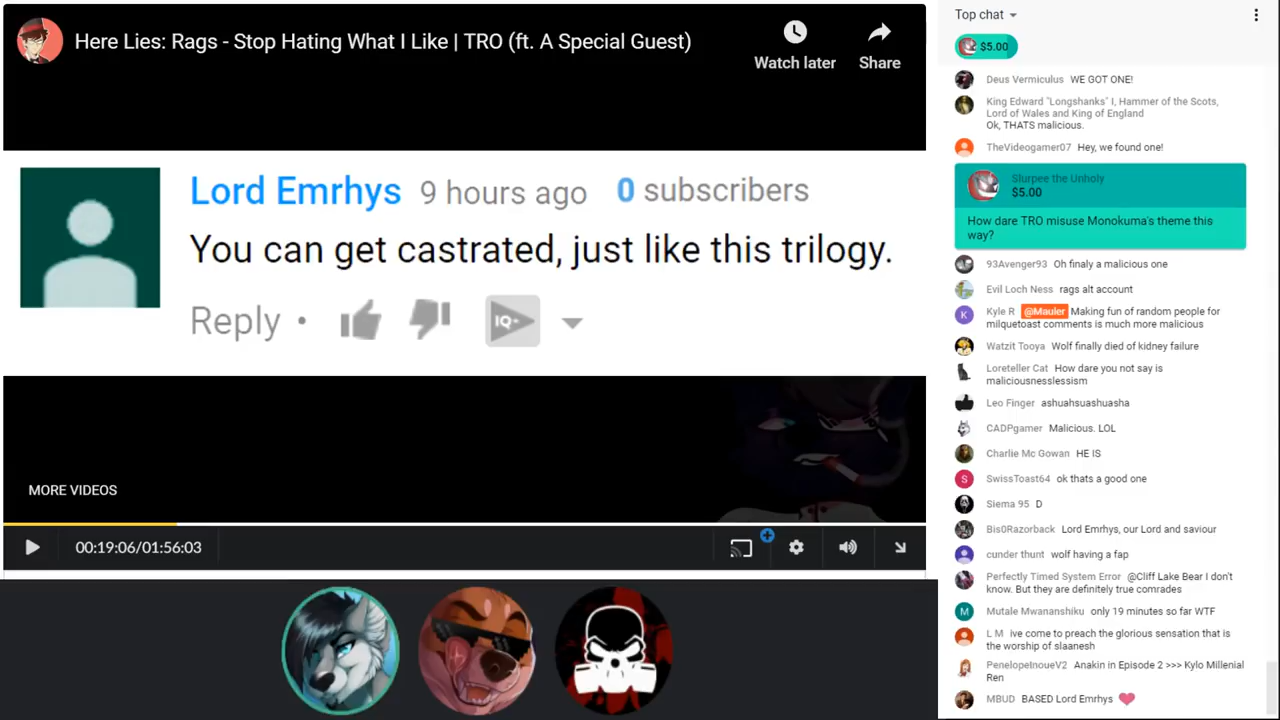 Here Lies: Rags - Stop Hating What I Like | TRO (ft. A Special Guest)
Watch later
Share
Lord Emrhys 9 hours ago 0 subscribers
You can get castrated, just like this trilogy.
Reply •
IQ
MORE VIDEOS
00:19:06/01:56:03
Top chat
$5.00
Deus Vermiculus WE GOT ONE!
King Edward "Longshanks" I, Hammer of the Scots,
Lord of Wales and King of England
Ok, THATS malicious.
TheVideogamer07 Hey, we found one!
Slurpee the Unholy
$5.00
How dare TRO misuse Monokuma's theme this
way?
93Avenger93 Oh finaly a malicious one
Evil Loch Ness rags alt account
K
Kyle R @Mauler Making fun of random people for
milquetoast comments is much more malicious
Watzit Tooya Wolf finally died of kidney failure
Loreteller Cat How dare you not say is
maliciousnesslessism
Leo Finger ashuahsuashuasha
CADPgamer Malicious. LOL
Charlie Mc Gowan HE IS
S
SwissToast64 ok thats a good one
Siema 95 D
Bis0Razorback Lord Emrhys, our Lord and saviour
cunder thunt wolf having a fap
Perfectly Timed System Error @Cliff Lake Bear I don't
know. But they are definitely true comrades
M
Mutale Mwananshiku only 19 minutes so far WTF
L M ive come to preach the glorious sensation that is
the worship of slaanesh
PenelopeInoueV2 Anakin in Episode 2 >>> Kylo Millenial
Ren
MBUD BASED Lord Emrhys